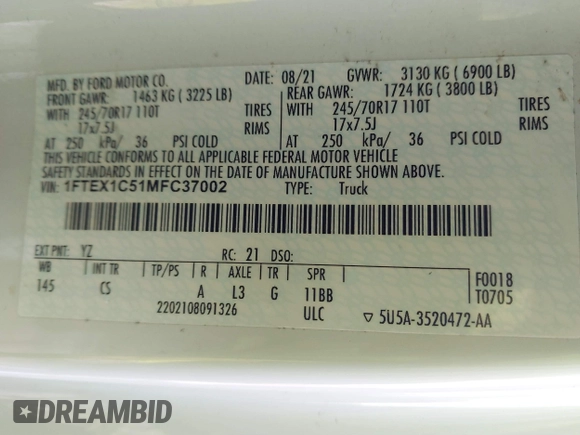 MFD. BY FORD MOTOR CO.
DATE: 08/21 GVWR: 3130 KG ( 6900 LB)
FRONT GAWR: 1463 KG ( 3225 LB)
REAR GAWR: 1724 KG ( 3800 LB)
WITH 245/70R17 110T TIRES
WITH 245/70R17 110T TIRES
17x7.5J RIMS
17x7.5J RIMS
AT 250 kPa/ 36 PSI COLD
AT 250 kPa/ 36 PSI COLD
THIS VEHICLE CONFORMS TO ALL APPLICABLE FEDERAL MOTOR VEHICLE
SAFETY STANDARDS IN EFFECT ON THE DATE OF MANUFACTURE SHOWN ABOVE.
VIN: 1FTEX1C51MFC37002 TYPE: Truck
EXT PNT: YZ RC: 21 DSO:
WB INT TR TP/PS R AXLE TR SPR
145 CS A L3 G 11BB
F0018
T0705
2202108091326 ULC ▽ 5U5A-3520472-AA
DREAMBID